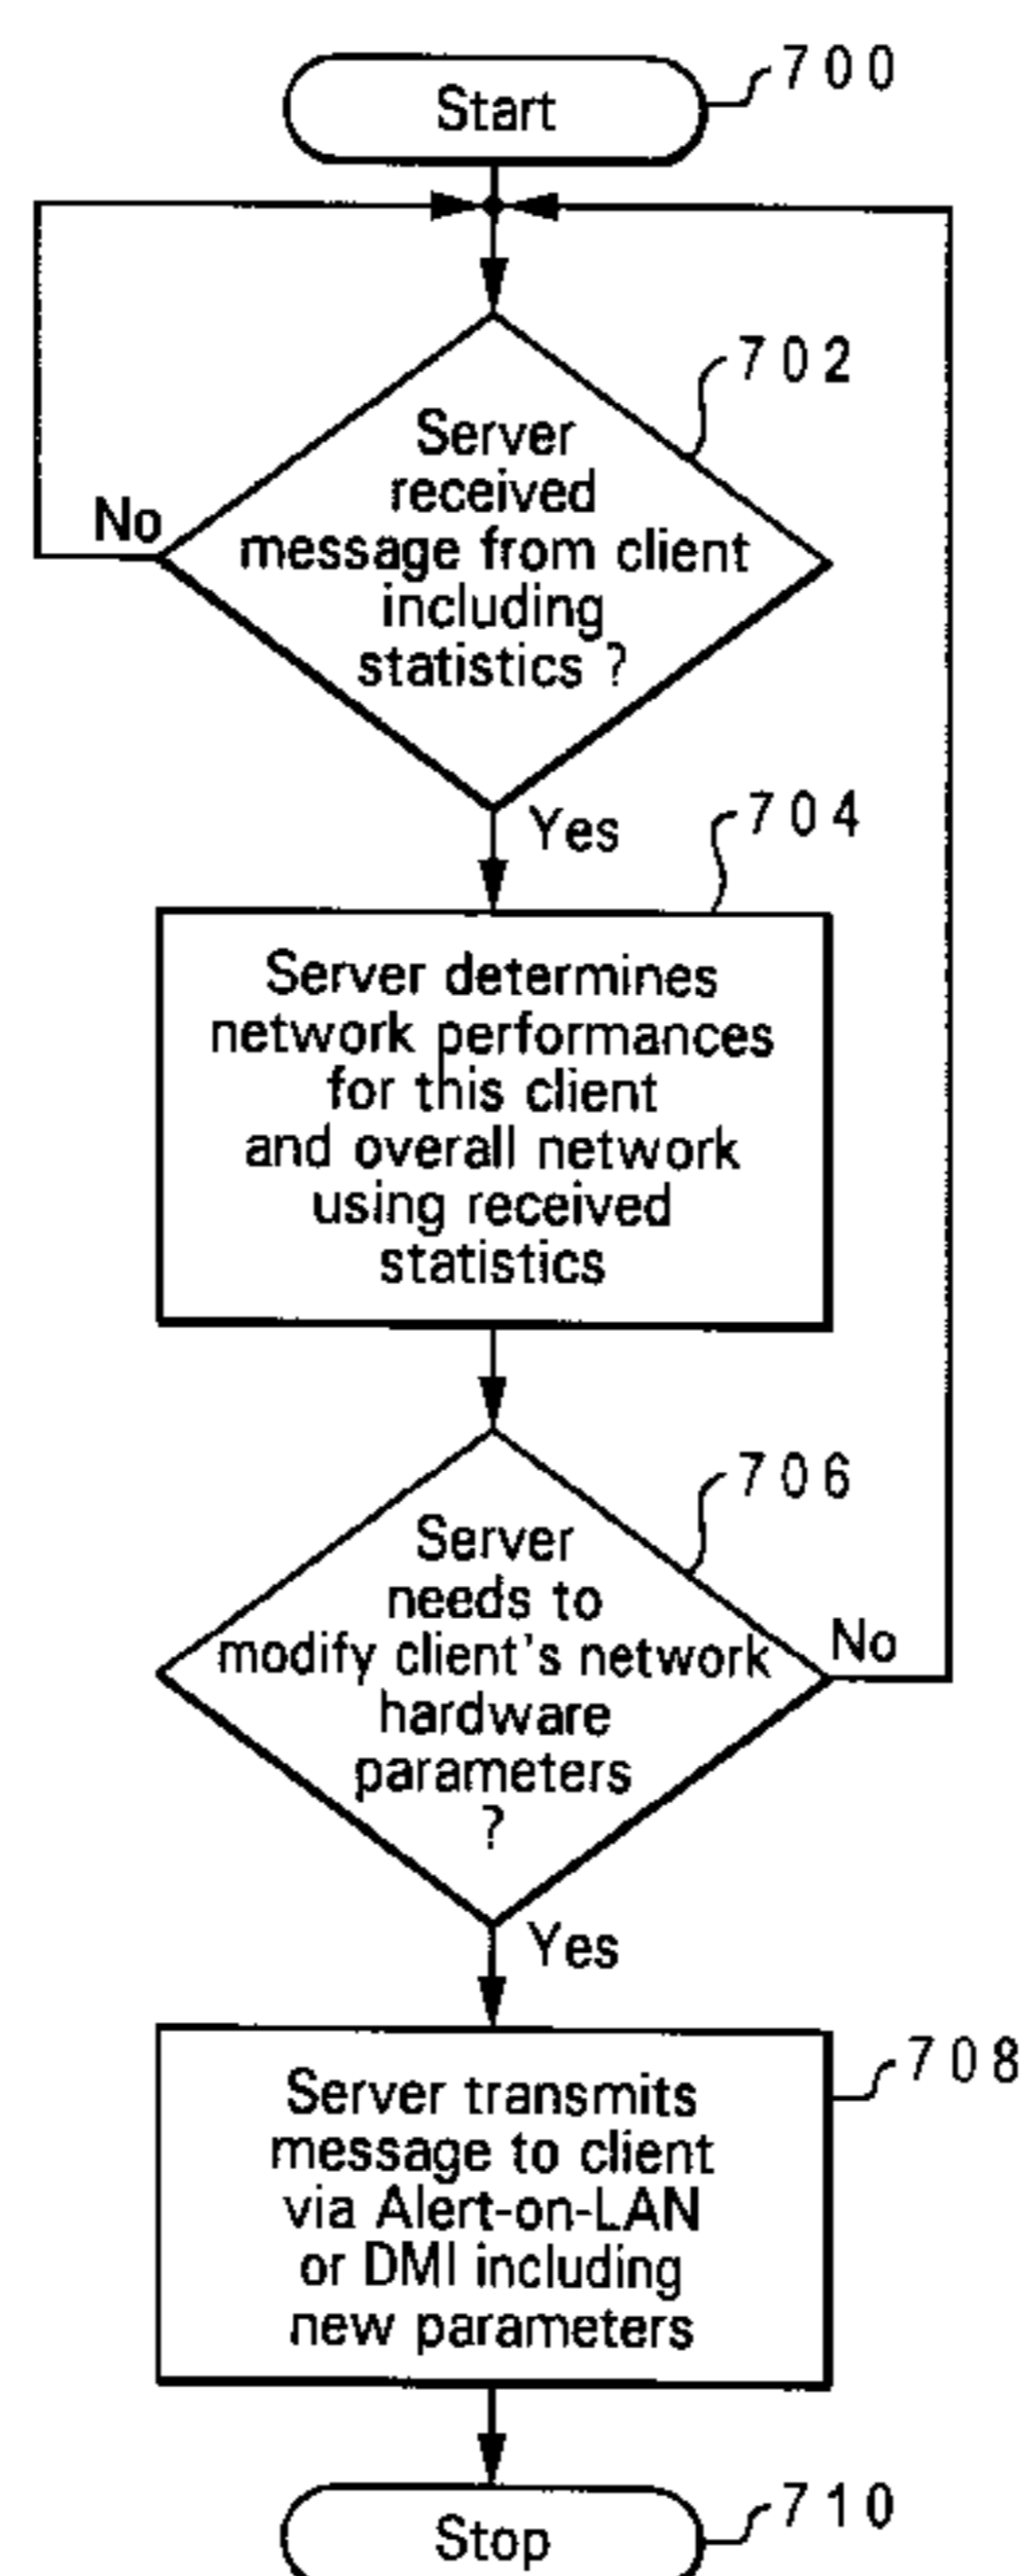 Start
700
702
Server
received
message from client
including
statistics ?
No
Yes
704
Server determines
network performances
for this client
and overall network
using received
statistics
706
Server
needs to
modify client's network
hardware
parameters
?
No
Yes
708
Server transmits
message to client
via Alert-on-LAN
or DMI including
new parameters
Stop
710